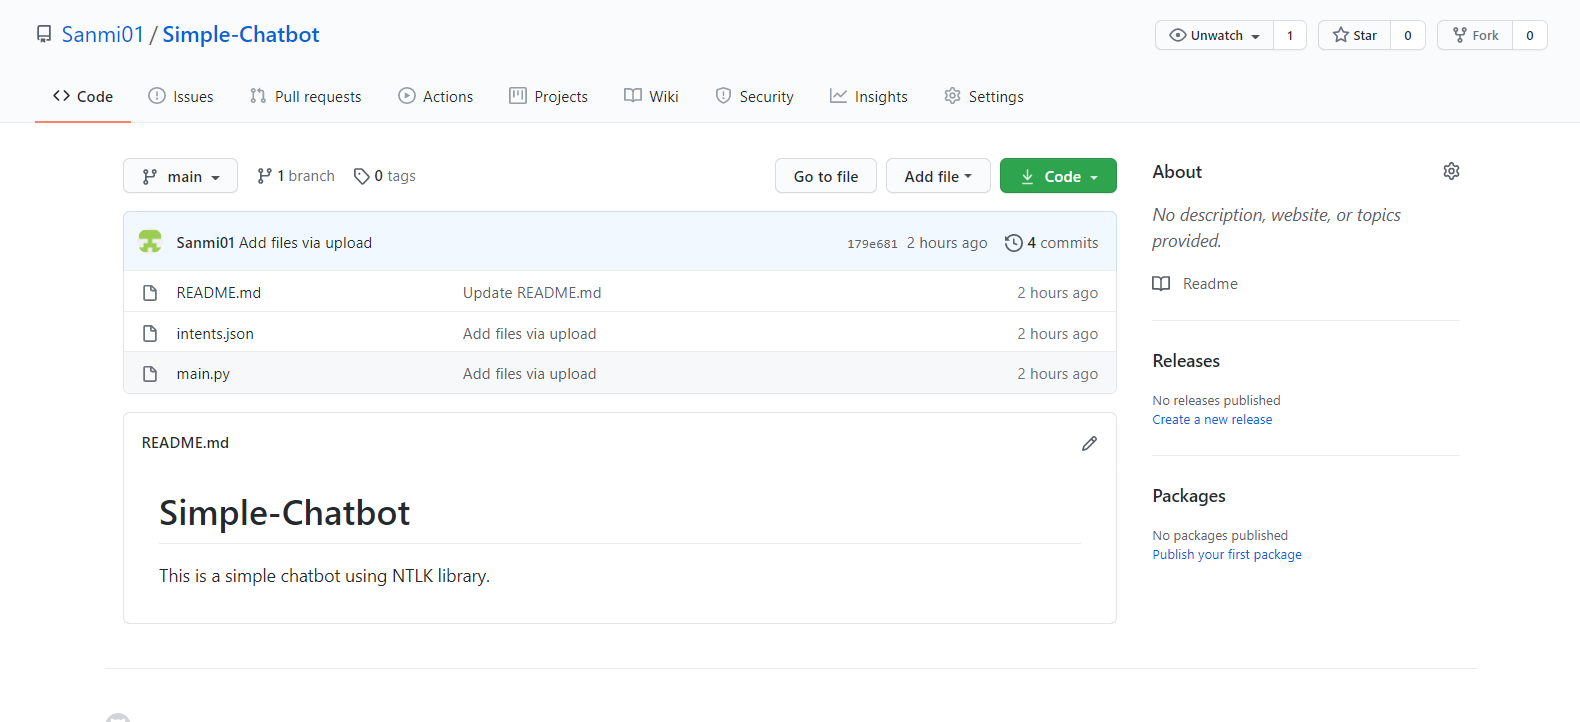 Sanmi01 / Simple-Chatbot
Unwatch 1 Star 0 Fork 0
Code Issues Pull requests Actions Projects Wiki Security Insights Settings
main 1 branch 0 tags Go to file Add file Code
Sanmi01 Add files via upload 179e681 2 hours ago 4 commits
README.md Update README.md 2 hours ago
intents.json Add files via upload 2 hours ago
main.py Add files via upload 2 hours ago
README.md
Simple-Chatbot
This is a simple chatbot using NTLK library.
About
No description, website, or topics
provided.
Readme
Releases
No releases published
Create a new release
Packages
No packages published
Publish your first package